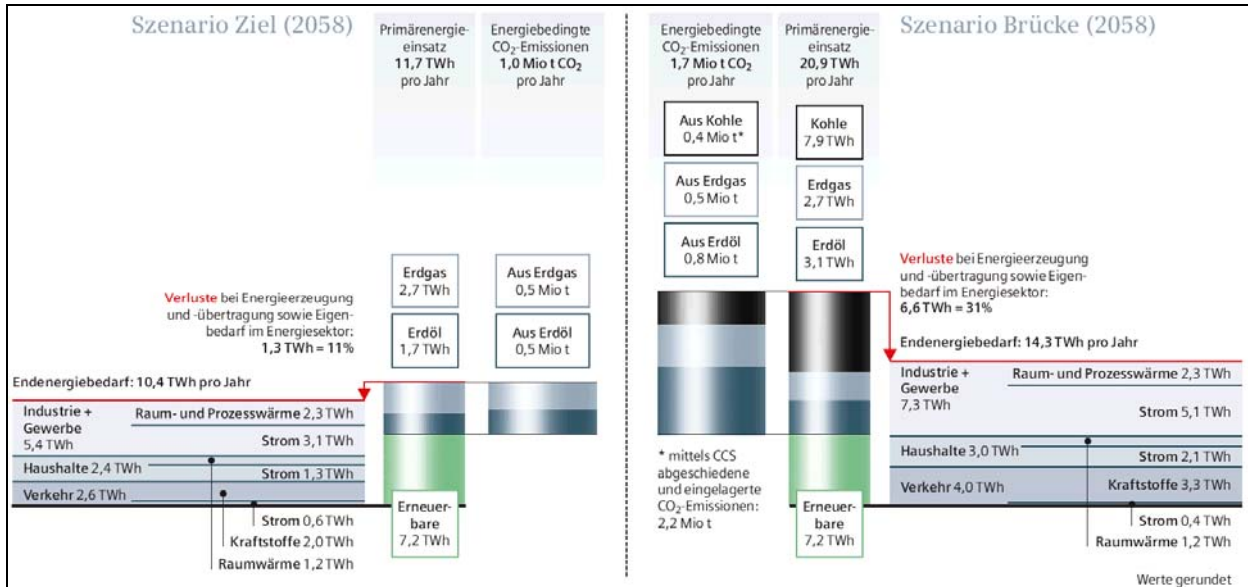 Szenario Ziel (2058)
Primärenergie-
einsatz
11,7 TWh
pro Jahr
Energiebedingte
CO₂-Emissionen
1,0 Mio t CO₂
pro Jahr
Erdgas
2,7 TWh
Aus Erdgas
0,5 Mio t
Erdöl
1,7 TWh
Aus Erdöl
0,5 Mio t
Verluste bei Energieerzeugung
und -übertragung sowie Eigen-
bedarf im Energiesektor:
1,3 TWh = 11%
Endenergiebedarf: 10,4 TWh pro Jahr
Industrie +
Gewerbe
5,4 TWh
Raum- und Prozesswärme 2,3 TWh
Strom 3,1 TWh
Haushalte 2,4 TWh
Strom 1,3 TWh
Verkehr 2,6 TWh
Strom 0,6 TWh
Kraftstoffe 2,0 TWh
Raumwärme 1,2 TWh
Erneuer-
bare
7,2 TWh
Szenario Brücke (2058)
Energiebedingte
CO₂-Emissionen
1,7 Mio t CO₂
pro Jahr
Primärenergie-
einsatz
20,9 TWh
pro Jahr
Aus Kohle
0,4 Mio t*
Kohle
7,9 TWh
Aus Erdgas
0,5 Mio t
Erdgas
2,7 TWh
Aus Erdöl
0,8 Mio t
Erdöl
3,1 TWh
Verluste bei Energieerzeugung
und -übertragung sowie Eigen-
bedarf im Energiesektor:
6,6 TWh = 31%
Endenergiebedarf: 14,3 TWh pro Jahr
Industrie +
Gewerbe
7,3 TWh
Raum- und Prozesswärme 2,3 TWh
Strom 5,1 TWh
Haushalte 3,0 TWh
Strom 2,1 TWh
Verkehr 4,0 TWh
Kraftstoffe 3,3 TWh
Strom 0,4 TWh
Raumwärme 1,2 TWh
* mittels CCS
abgeschiedene
und eingelagerte
CO₂-Emissionen:
2,2 Mio t
Erneuer-
bare
7,2 TWh
Werte gerundet